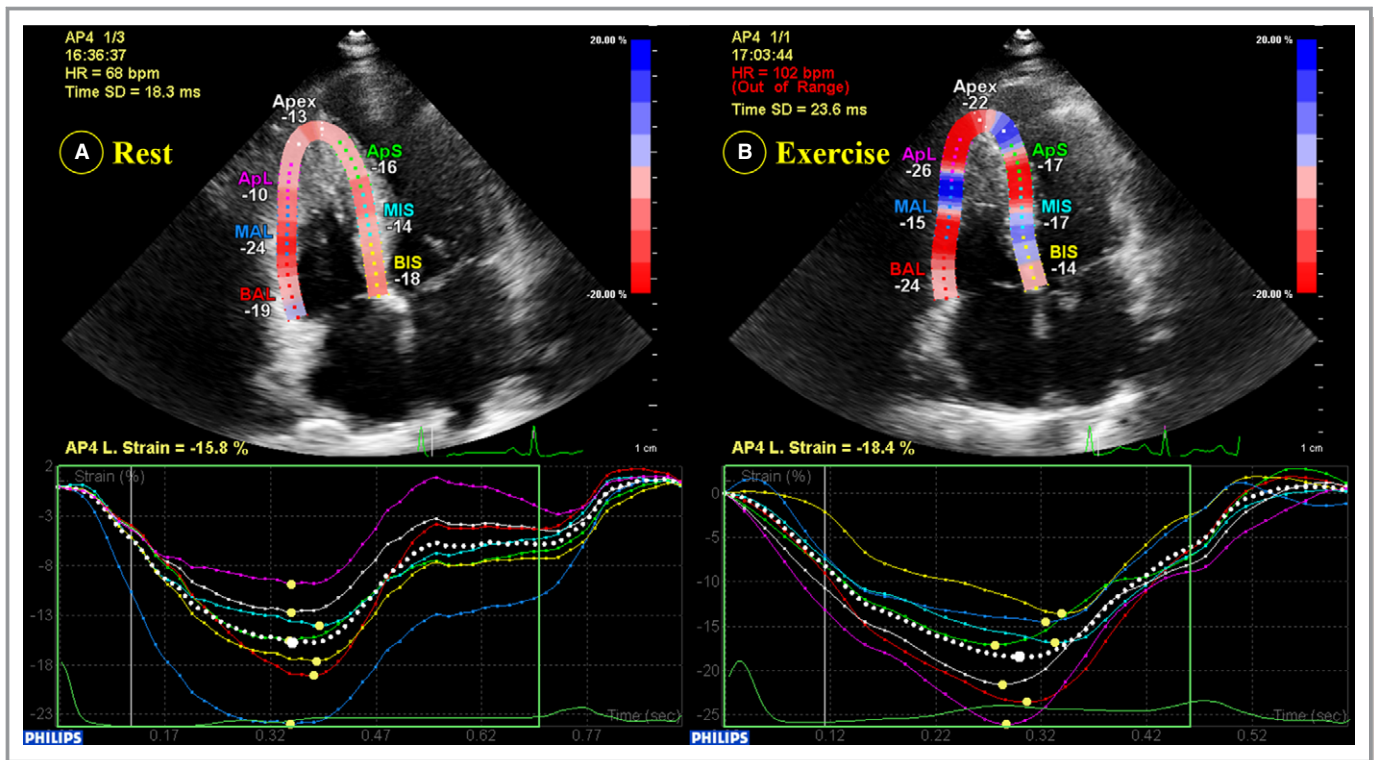 AP4 1/3
16:36:37
HR = 68 bpm
Time SD = 18.3 ms
20.00 %
Apex
-13
A Rest
ApS
-16
ApL
-10
MIS
-14
MAL
-24
BIS
-18
BAL
-19
-20.00 %
AP4 L. Strain = -15.8 %
1 cm
2
Strain (%)
-3
-8
-13
-18
-23
Time (sec)
PHILIPS
0.17
0.32
0.47
0.62
0.77
AP4 1/1
17:03:44
HR = 102 bpm
(Out of Range)
Time SD = 23.6 ms
20.00 %
Apex
-22
B Exercise
ApS
-17
ApL
-26
MIS
-17
MAL
-15
BIS
-14
BAL
-24
-20.00 %
AP4 L. Strain = -18.4 %
1 cm
Strain (%)
0
-5
-10
-15
-20
-25
Time (sec)
PHILIPS
0.12
0.22
0.32
0.42
0.52